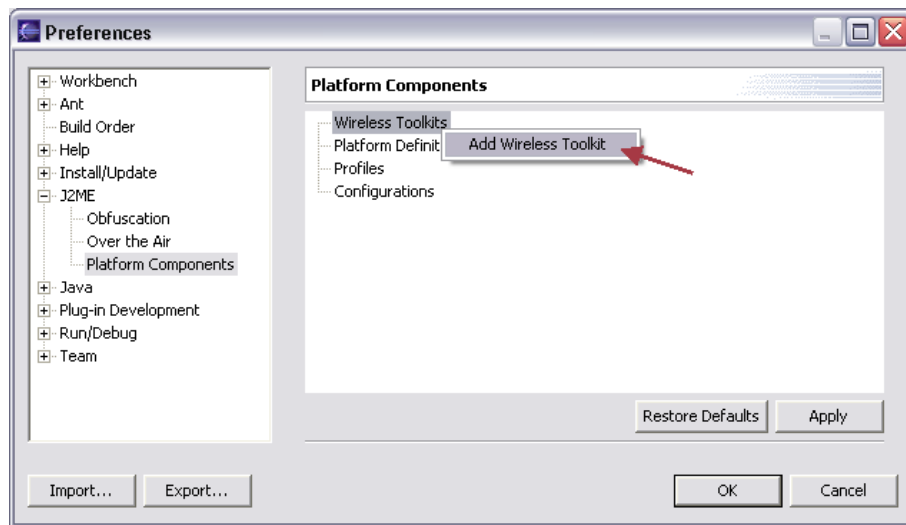 Preferences
Workbench
Ant
Build Order
Help
Install/Update
J2ME
Obfuscation
Over the Air
Platform Components
Java
Plug-in Development
Run/Debug
Team
Platform Components
Wireless Toolkits
Platform Definit
Add Wireless Toolkit
Profiles
Configurations
Restore Defaults
Apply
Import...
Export...
OK
Cancel